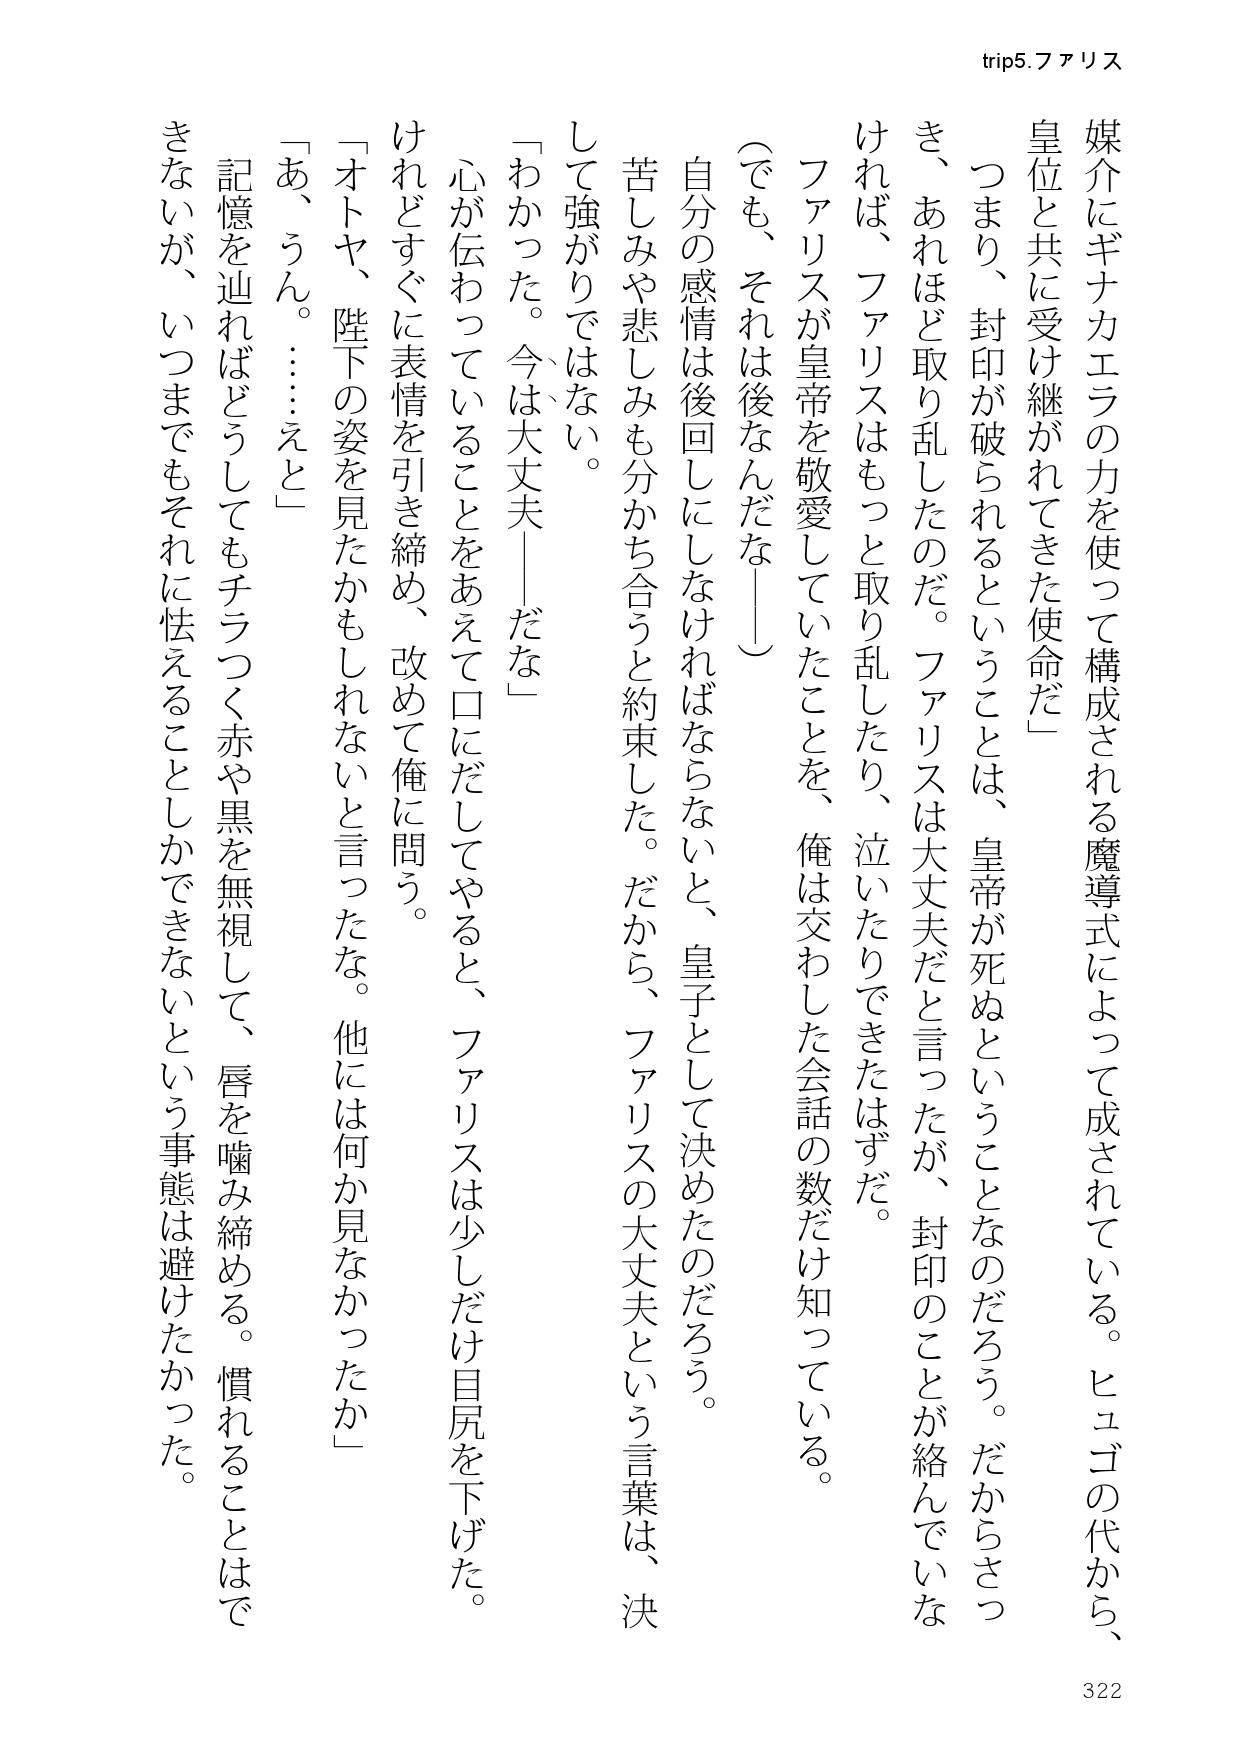 trip5.ファリス
媒介にギナカエラの力を使って構成される魔導式によって成されている。ヒュゴの代から、
皇位と共に受け継がれてきた使命だ」
つまり、封印が破られるということは、皇帝が死ぬということなのだろう。だからさっ
き、あれほど取り乱したのだ。ファリスは大丈夫だと言ったが、封印のことが絡んでいな
ければ、ファリスはもっと取り乱したり、泣いたりできたはずだ。
ファリスが皇帝を敬愛していたことを、俺は交わした会話の数だけ知っている。
（でも、それは後なんだな――）
自分の感情は後回しにしなければならないと、皇子として決めたのだろう。
苦しみや悲しみも分かち合うと約束した。だから、ファリスの大丈夫という言葉は、決
して強がりではない。
「わかった。今は大丈夫――だな」
心が伝わっていることをあえて口にだしてやると、ファリスは少しだけ目尻を下げた。
けれどすぐに表情を引き締め、改めて俺に問う。
「オトヤ、陛下の姿を見たかもしれないと言ったな。他には何か見なかったか」
「あ、うん。……えと」
記憶を辿ればどうしてもチラつく赤や黒を無視して、唇を噛み締める。慣れることはで
きないが、いつまでもそれに怯えることしかできないという事態は避けたかった。
322